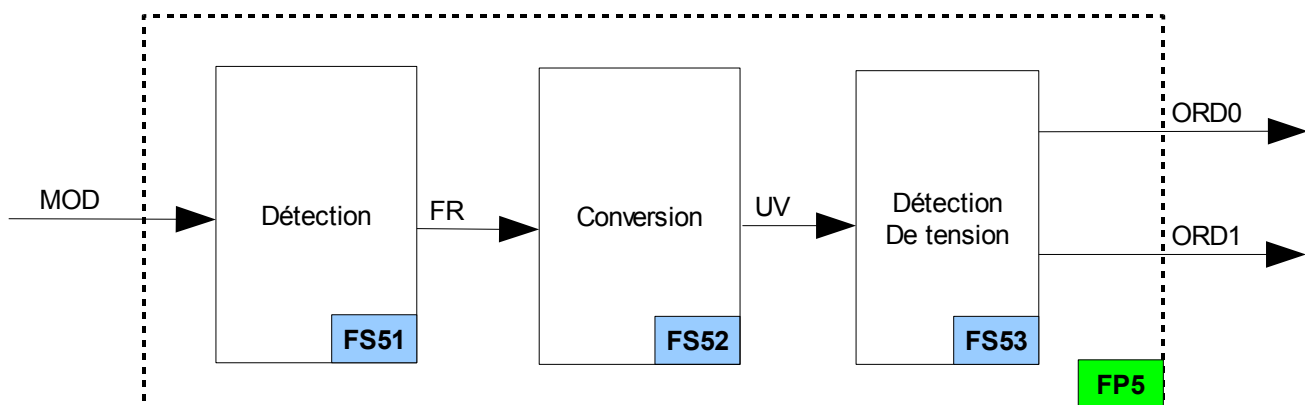 ORD0
MOD
Détection
FR
Conversion
UV
Détection
De tension
ORD1
FS51
FS52
FS53
FP5